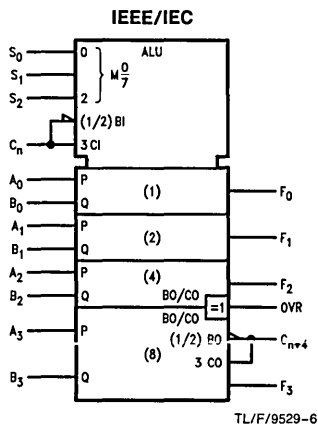 IEEE/IEC
S0 0 ALU
S1 M 0/7
S2 2
(1/2) BI
Cn 3 CI
A0 P (1)
B0 Q F0
A1 P (2)
B1 Q F1
A2 P (4)
B2 Q F2
BO/CO =1 OVR
BO/CO
A3 P (1/2) BO Cn+4
(8) 3 CO
B3 Q F3
TL/F/9529-6